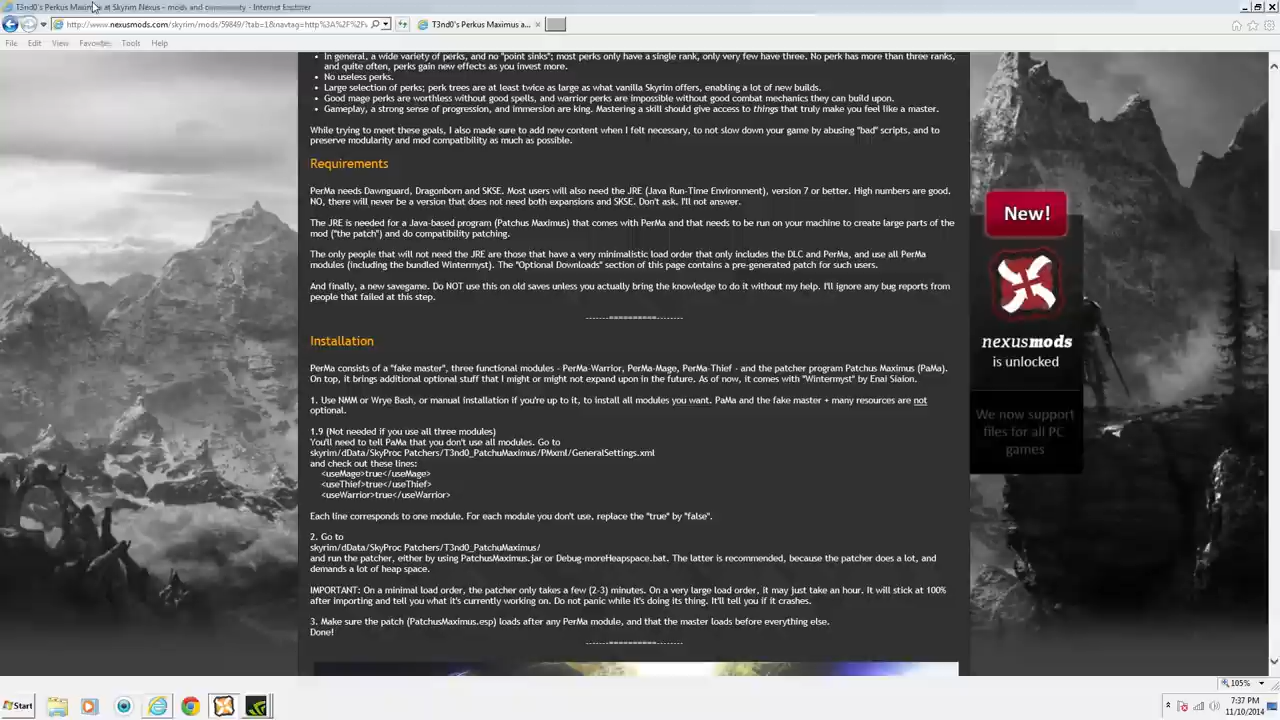 T3nd0's Perkus Maximus at Skyrim Nexus - mods and community - Internet Explorer
http://www.nexusmods.com/skyrim/mods/59849/?tab=1&navtag=http%3A%2F%2F
T3nd0's Perkus Maximus a...
File Edit View Favorites Tools Help
• In general, a wide variety of perks, and no "point sinks"; most perks only have a single rank, only very few have three. No perk has more than three ranks,
and quite often, perks gain new effects as you invest more.
• No useless perks.
• Large selection of perks; perk trees are at least twice as large as what vanilla Skyrim offers, enabling a lot of new builds.
• Good mage perks are worthless without good spells, and warrior perks are impossible without good combat mechanics they can build upon.
• Gameplay, a strong sense of progression, and immersion are king. Mastering a skill should give access to things that truly make you feel like a master.
While trying to meet these goals, I also made sure to add new content when I felt necessary, to not slow down your game by abusing "bad" scripts, and to
preserve modularity and mod compatibility as much as possible.
Requirements
PerMa needs Dawnguard, Dragonborn and SKSE. Most users will also need the JRE (Java Run-Time Environment), version 7 or better. High numbers are good.
NO, there will never be a version that does not need both expansions and SKSE. Don't ask. I'll not answer.
The JRE is needed for a Java-based program (Patchus Maximus) that comes with PerMa and that needs to be run on your machine to create large parts of the
mod ("the patch") and do compatibility patching.
The only people that will not need the JRE are those that have a very minimalistic load order that only includes the DLC and PerMa, and use all PerMa
modules (including the bundled Wintermyst). The "Optional Downloads" section of this page contains a pre-generated patch for such users.
And finally, a new savegame. Do NOT use this on old saves unless you actually bring the knowledge to do it without my help. I'll ignore any bug reports from
people that failed at this step.
-------==========--------
Installation
PerMa consists of a "fake master", three functional modules - PerMa-Warrior, PerMa-Mage, PerMa-Thief - and the patcher program Patchus Maximus (PaMa).
On top, it brings additional optional stuff that I might or might not expand upon in the future. As of now, it comes with "Wintermyst" by Enai Siaion.
1. Use NMM or Wrye Bash, or manual installation if you're up to it, to install all modules you want. PaMa and the fake master + many resources are not
optional.
1.9 (Not needed if you use all three modules)
You'll need to tell PaMa that you don't use all modules. Go to
skyrim/dData/SkyProc Patchers/T3nd0_PatchuMaximus/PMxml/GeneralSettings.xml
and check out these lines:
<useMage>true</useMage>
<useThief>true</useThief>
<useWarrior>true</useWarrior>
Each line corresponds to one module. For each module you don't use, replace the "true" by "false".
2. Go to
skyrim/dData/SkyProc Patchers/T3nd0_PatchuMaximus/
and run the patcher, either by using PatchusMaximus.jar or Debug-moreHeapspace.bat. The latter is recommended, because the patcher does a lot, and
demands a lot of heap space.
IMPORTANT: On a minimal load order, the patcher only takes a few (2-3) minutes. On a very large load order, it may just take an hour. It will stick at 100%
after importing and tell you what it's currently working on. Do not panic while it's doing its thing. It'll tell you if it crashes.
3. Make sure the patch (PatchusMaximus.esp) loads after any PerMa module, and that the master loads before everything else.
Done!
-------==========--------
New!
nexusmods
is unlocked
We now support
files for all PC
games
105%
Start
7:37 PM
11/10/2014